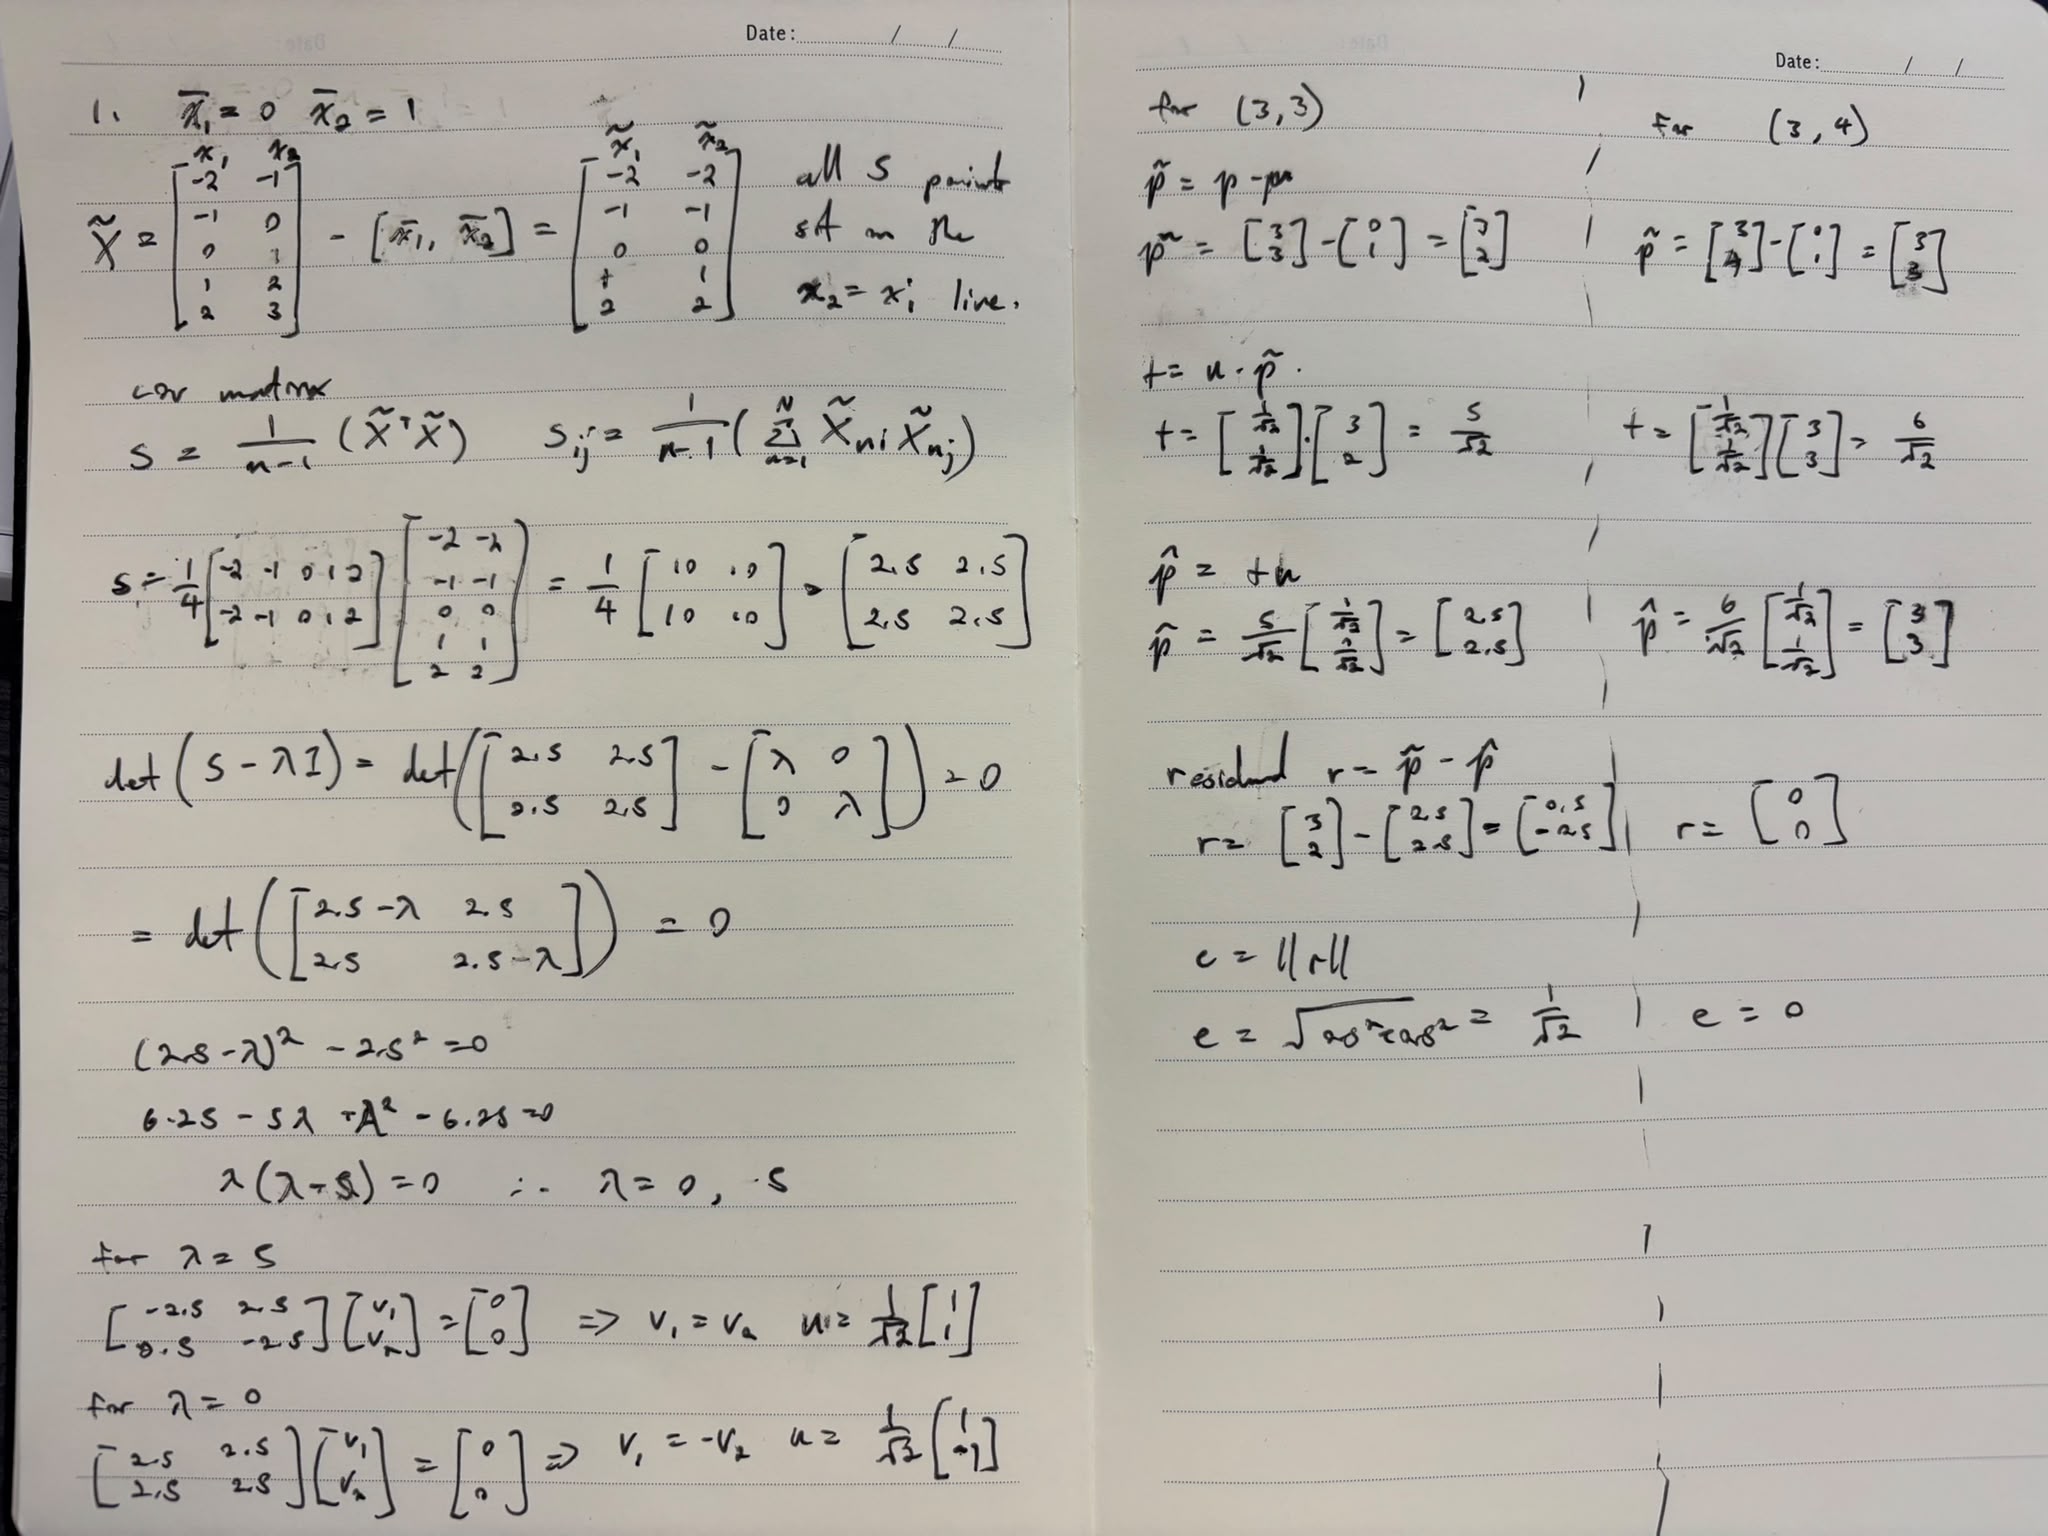 Date: / /
1. x̄₁ = 0 x̄₂ = 1
x₁ x₂ x̃₁ x̃₂
X̃ = [-2 -1; -1 0; 0 1; 1 2; 2 3] - [x̄₁, x̄₂] = [-2 -2; -1 -1; 0 0; 1 1; 2 2]
all 5 points
sit on the
x₂ = x₁ line.
cov matrix
S = 1/(n-1) (X̃ᵀX̃) Sᵢⱼ = 1/(n-1) (Σₙ₌₁ᴺ X̃ₙᵢ X̃ₙⱼ)
S = 1/4 [-2 -1 0 1 2; -2 -1 0 1 2] [-2 -2; -1 -1; 0 0; 1 1; 2 2] = 1/4 [10 10; 10 10] = [2.5 2.5; 2.5 2.5]
det(S - λI) = det([2.5 2.5; 2.5 2.5] - [λ 0; 0 λ]) = 0
= det([2.5-λ 2.5; 2.5 2.5-λ]) = 0
(2.5-λ)² - 2.5² = 0
6.25 - 5λ + λ² - 6.25 = 0
λ(λ-5) = 0 ∴ λ = 0, 5
for λ = 5
[-2.5 2.5; 2.5 -2.5] [v₁; v₂] = [0; 0] ⇒ v₁ = v₂ u = 1/√2 [1; 1]
for λ = 0
[2.5 2.5; 2.5 2.5] [v₁; v₂] = [0; 0] ⇒ v₁ = -v₂ u = 1/√2 [1; -1]
Date: / /
for (3,3)
p̃ = p - μ
p̃ = [3; 3] - [0; 1] = [3; 2]
t = u · p̃.
t = [1/√2; 1/√2] · [3; 2] = 5/√2
p̂ = tu
p̂ = 5/√2 [1/√2; 1/√2] = [2.5; 2.5]
residual r = p̃ - p̂
r = [3; 2] - [2.5; 2.5] = [0.5; -0.5]
e = ||r||
e = √(0.5² + 0.5²) = 1/√2
for (3,4)
p̃ = [3; 4] - [0; 1] = [3; 3]
t = [1/√2; 1/√2] [3; 3] = 6/√2
p̂ = 6/√2 [1/√2; 1/√2] = [3; 3]
r = [0; 0]
e = 0